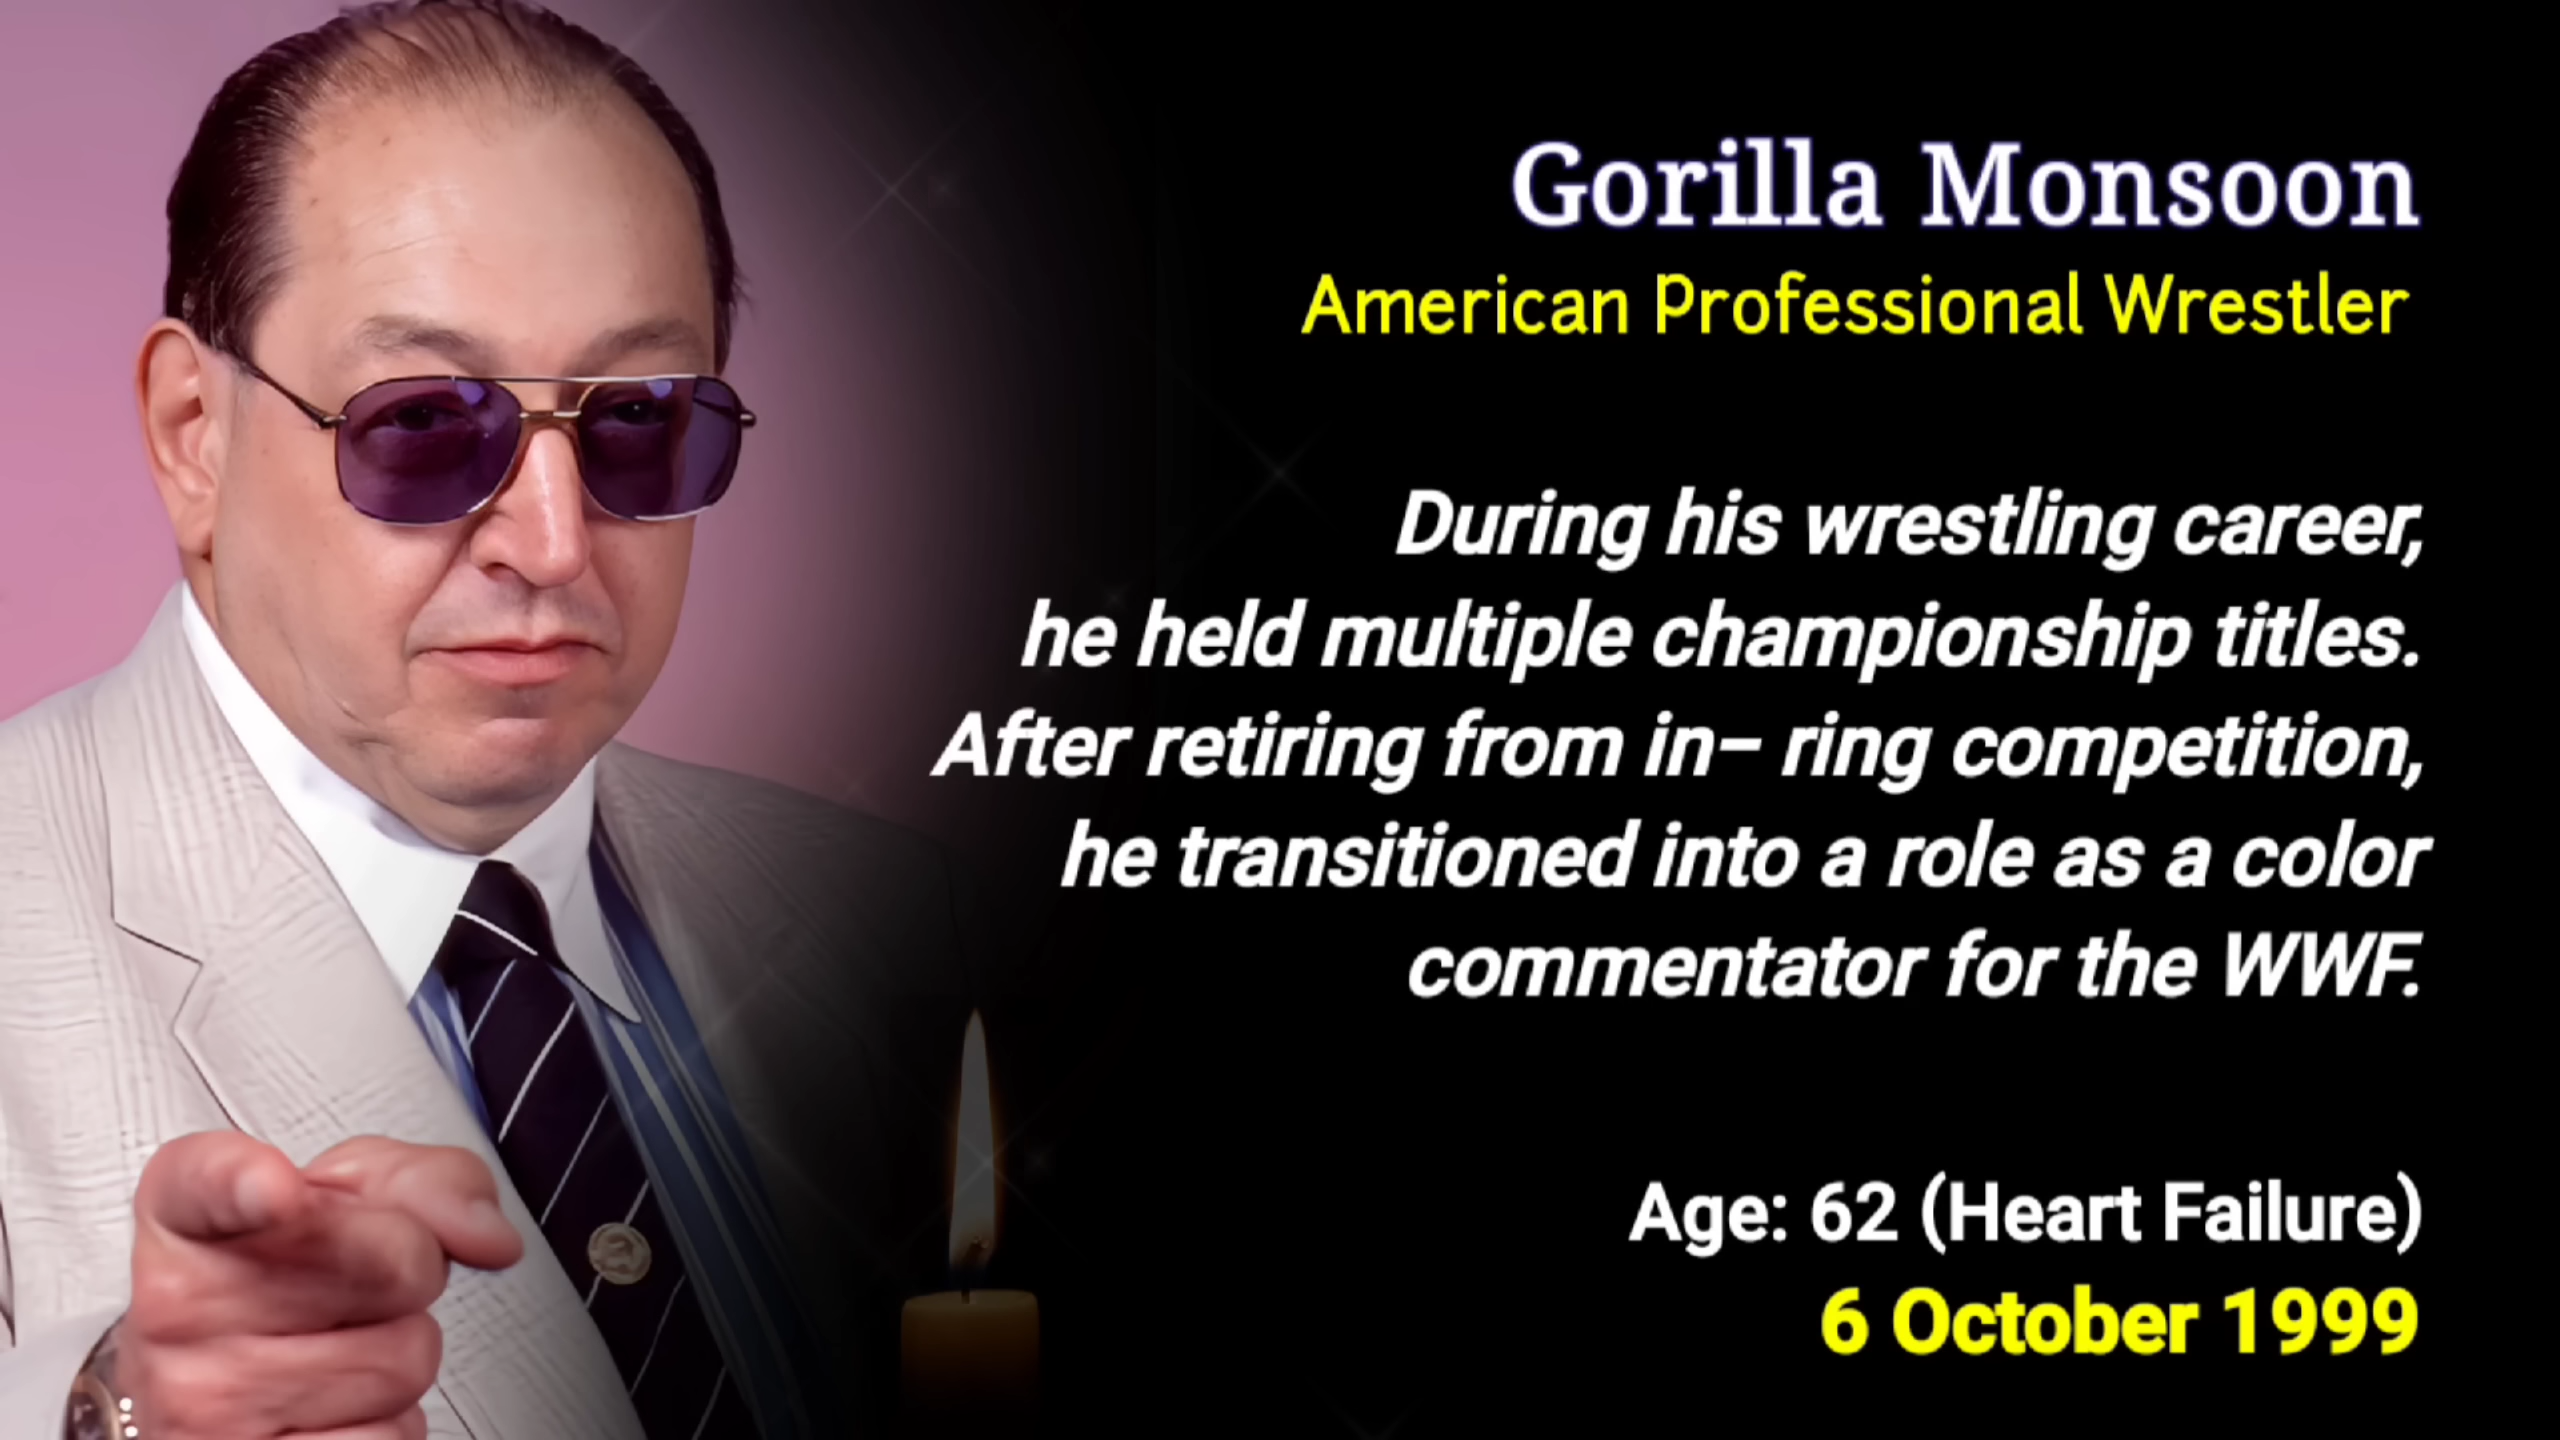 Gorilla Monsoon
American Professional Wrestler
During his wrestling career,
he held multiple championship titles.
After retiring from in- ring competition,
he transitioned into a role as a color
commentator for the WWF.
Age: 62 (Heart Failure)
6 October 1999